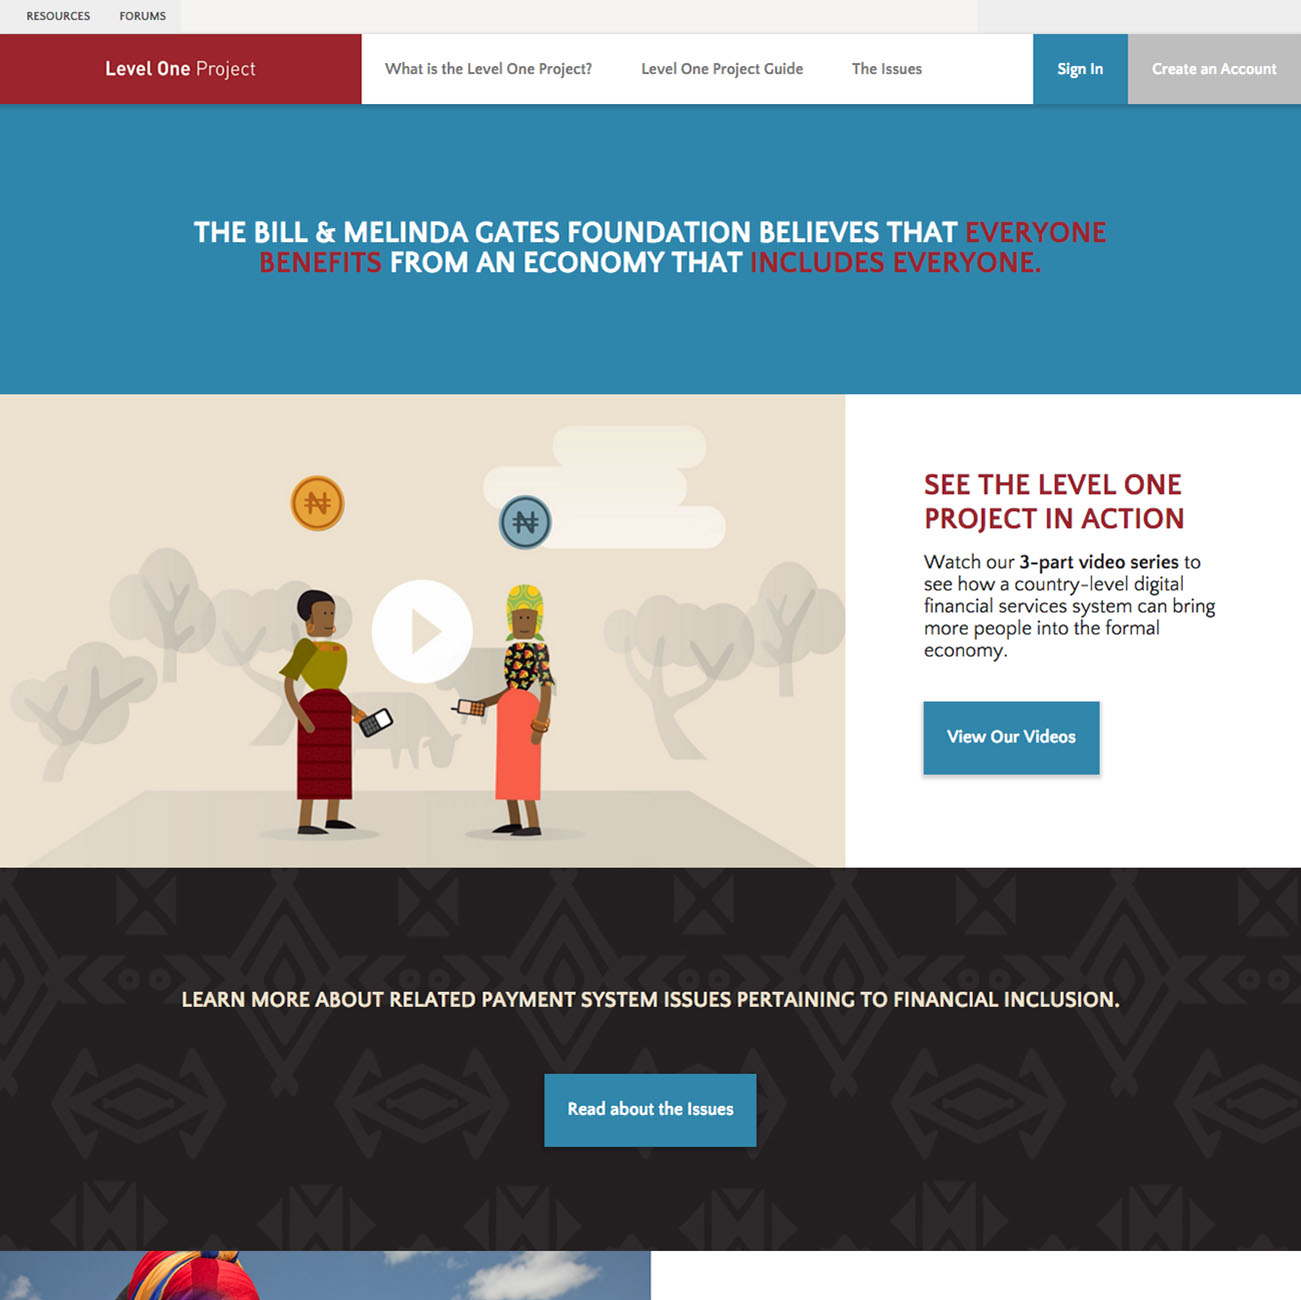 RESOURCES FORUMS
Level One Project
What is the Level One Project? Level One Project Guide The Issues
Sign In
Create an Account
THE BILL & MELINDA GATES FOUNDATION BELIEVES THAT EVERYONE
BENEFITS FROM AN ECONOMY THAT INCLUDES EVERYONE.
₦
₦
SEE THE LEVEL ONE
PROJECT IN ACTION
Watch our 3-part video series to
see how a country-level digital
financial services system can bring
more people into the formal
economy.
View Our Videos
LEARN MORE ABOUT RELATED PAYMENT SYSTEM ISSUES PERTAINING TO FINANCIAL INCLUSION.
Read about the Issues